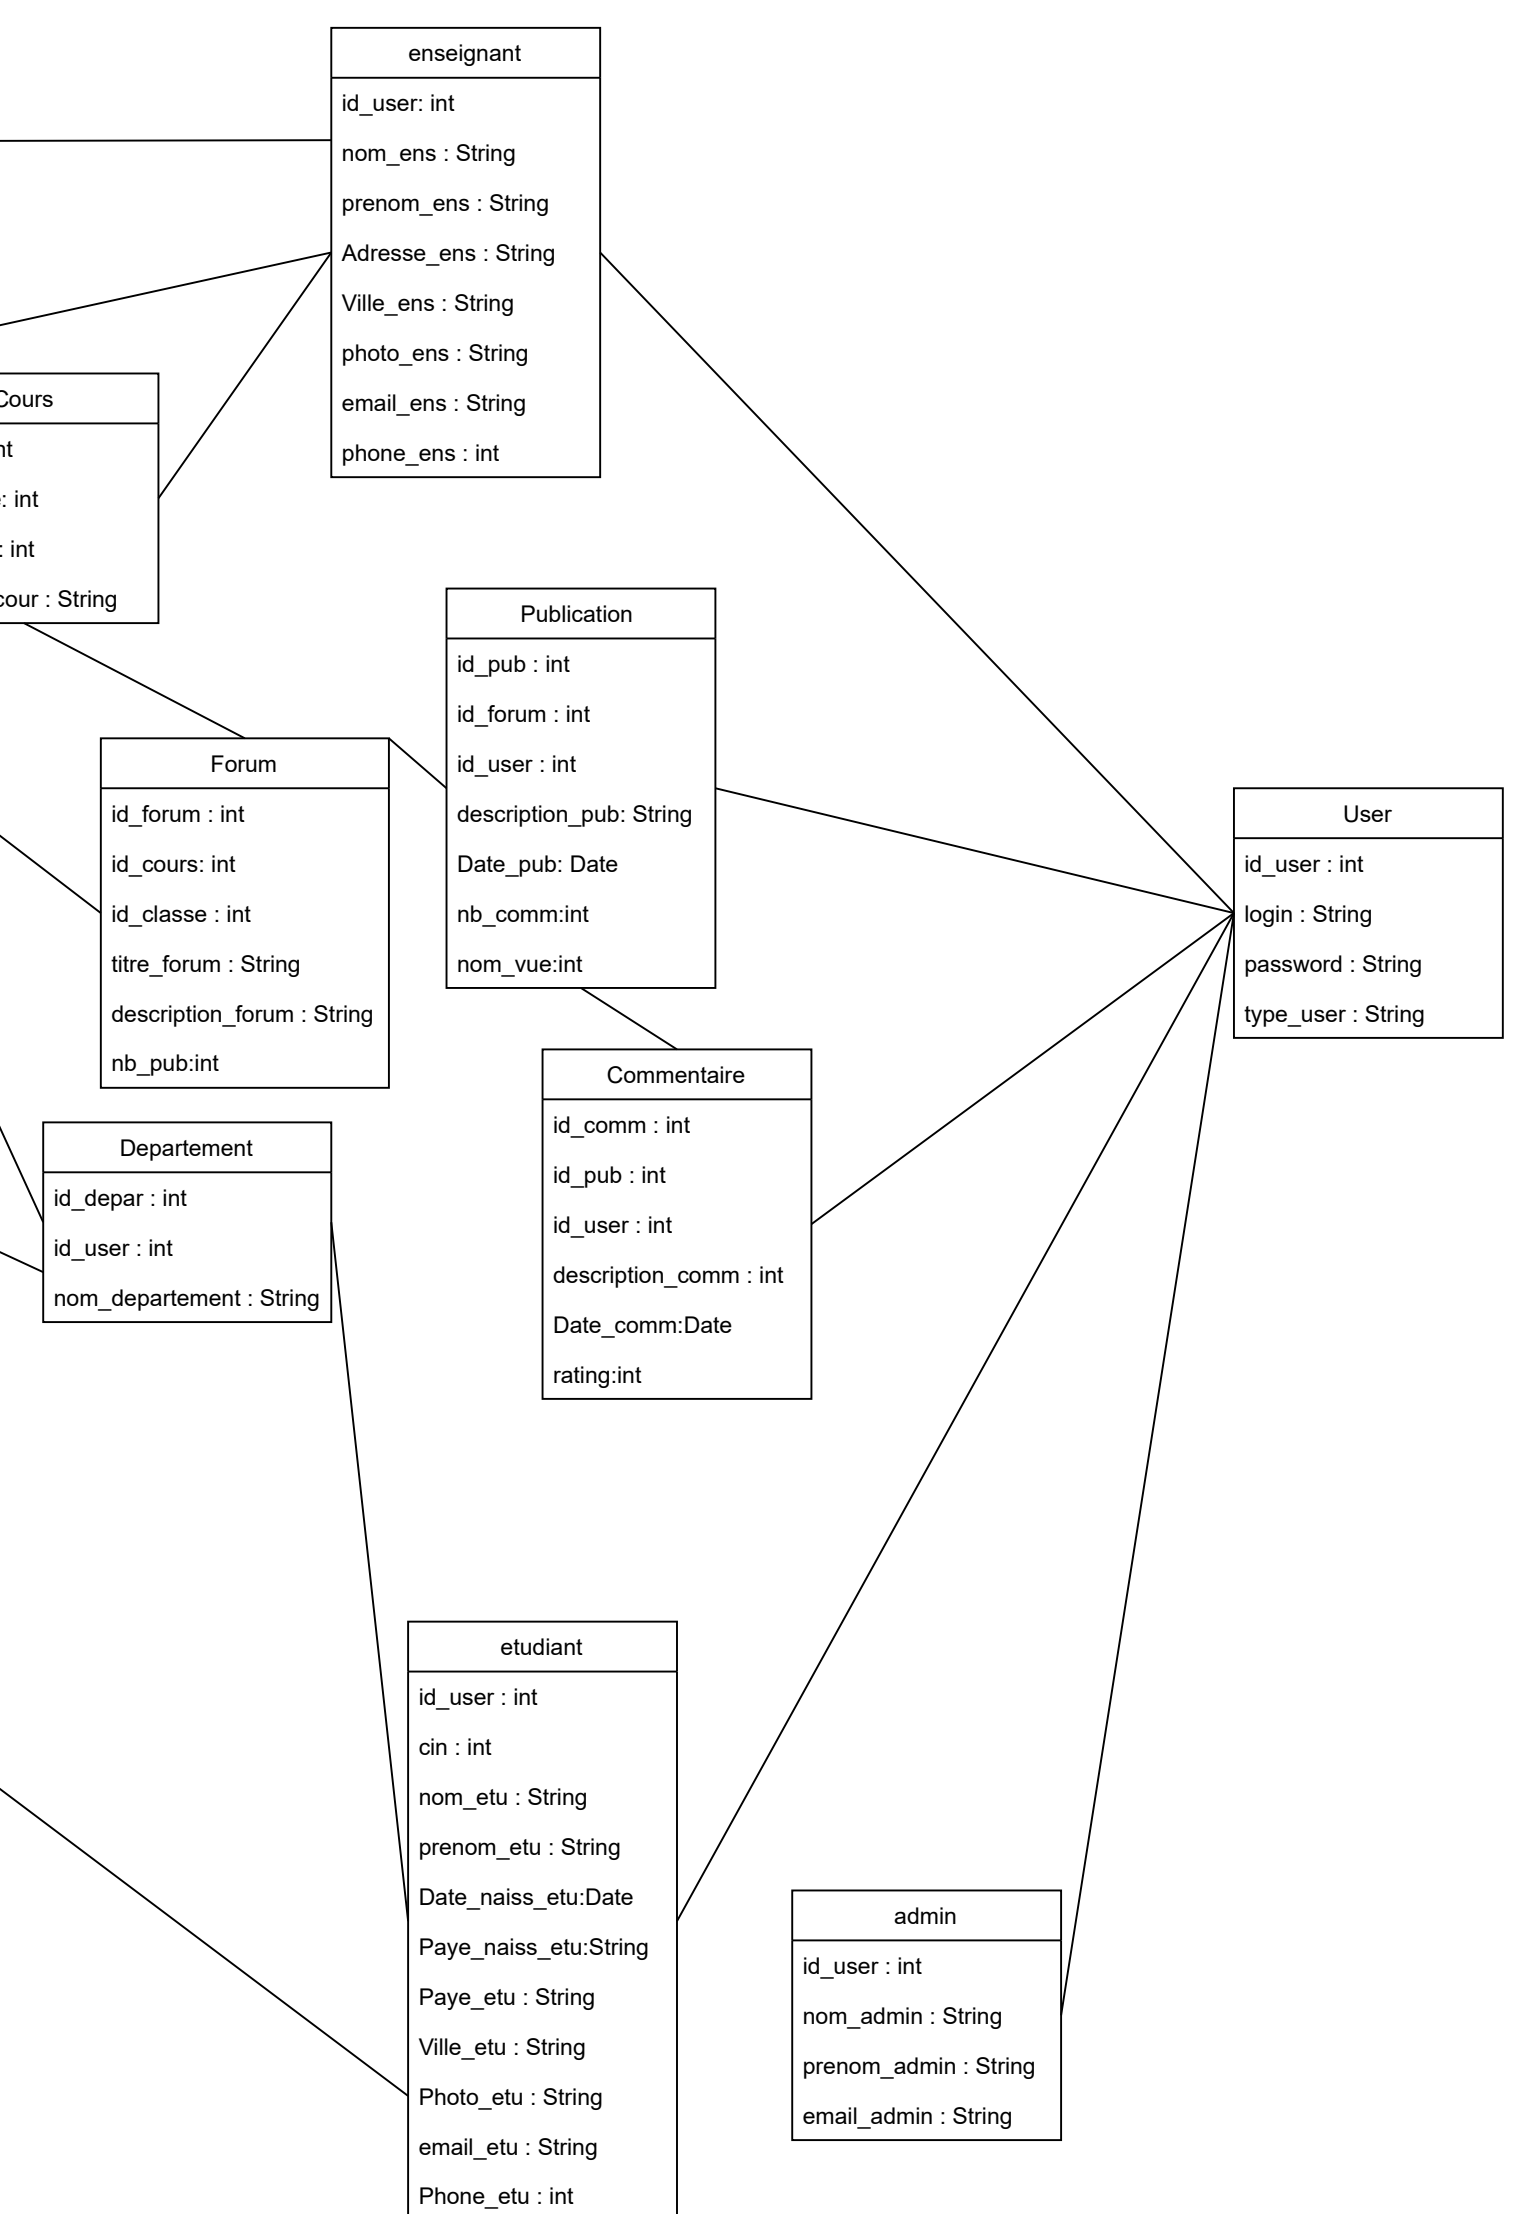 enseignant
id_user: int
nom_ens : String
prenom_ens : String
Adresse_ens : String
Ville_ens : String
photo_ens : String
email_ens : String
phone_ens : int
Cours
: int
cour : String
Publication
id_pub : int
id_forum : int
id_user : int
description_pub: String
Date_pub: Date
nb_comm:int
nom_vue:int
Forum
id_forum : int
id_cours: int
id_classe : int
titre_forum : String
description_forum : String
nb_pub:int
User
id_user : int
login : String
password : String
type_user : String
Commentaire
id_comm : int
id_pub : int
id_user : int
description_comm : int
Date_comm:Date
rating:int
Departement
id_depar : int
id_user : int
nom_departement : String
etudiant
id_user : int
cin : int
nom_etu : String
prenom_etu : String
Date_naiss_etu:Date
Paye_naiss_etu:String
Paye_etu : String
Ville_etu : String
Photo_etu : String
email_etu : String
Phone_etu : int
admin
id_user : int
nom_admin : String
prenom_admin : String
email_admin : String